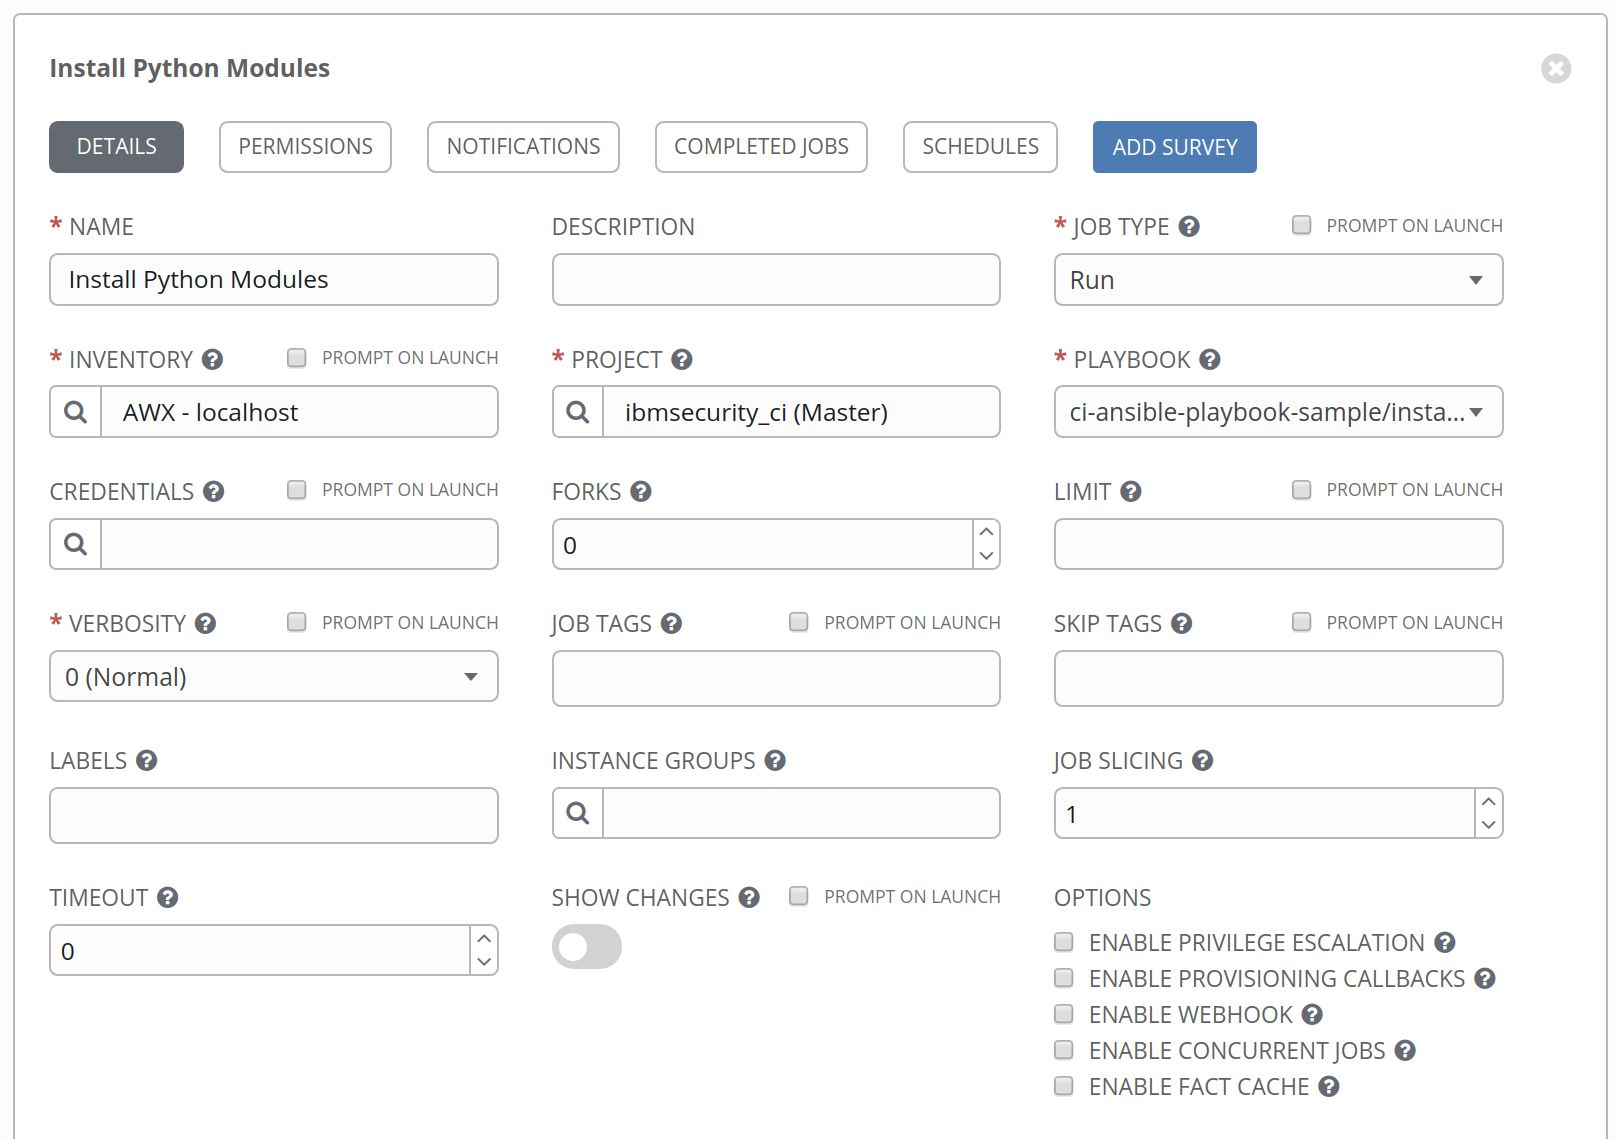 Install Python Modules
DETAILS PERMISSIONS NOTIFICATIONS COMPLETED JOBS SCHEDULES ADD SURVEY
* NAME DESCRIPTION * JOB TYPE ? PROMPT ON LAUNCH
Install Python Modules Run
* INVENTORY ? PROMPT ON LAUNCH * PROJECT ? * PLAYBOOK ?
AWX - localhost ibmsecurity_ci (Master) ci-ansible-playbook-sample/insta...
CREDENTIALS ? PROMPT ON LAUNCH FORKS ? LIMIT ? PROMPT ON LAUNCH
0
* VERBOSITY ? PROMPT ON LAUNCH JOB TAGS ? PROMPT ON LAUNCH SKIP TAGS ? PROMPT ON LAUNCH
0 (Normal)
LABELS ? INSTANCE GROUPS ? JOB SLICING ?
1
TIMEOUT ? SHOW CHANGES ? PROMPT ON LAUNCH OPTIONS
0
ENABLE PRIVILEGE ESCALATION ?
ENABLE PROVISIONING CALLBACKS ?
ENABLE WEBHOOK ?
ENABLE CONCURRENT JOBS ?
ENABLE FACT CACHE ?